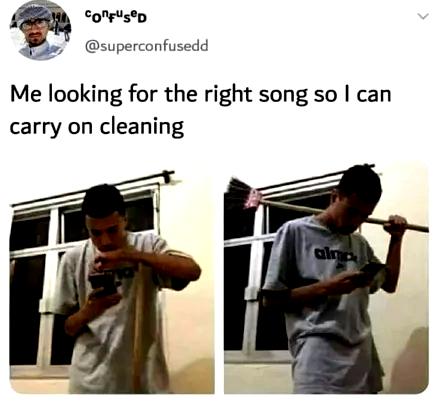 ᶜOᴺFᵁSᵉD
@superconfusedd
Me looking for the right song so I can
carry on cleaning